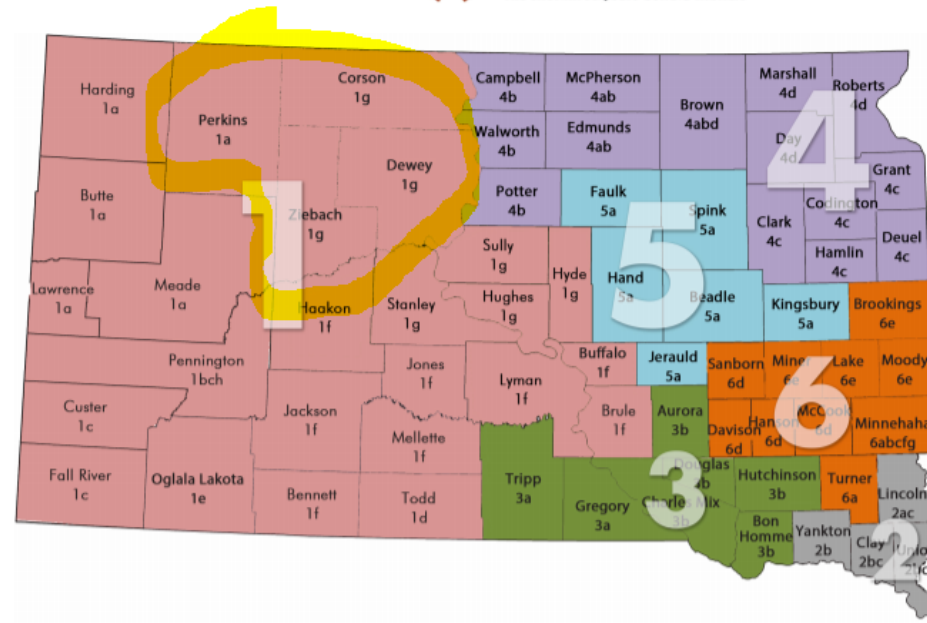 Harding
1a
Perkins
1a
Corson
1g
Dewey
1g
Ziebach
1g
Butte
1a
Lawrence
1a
Meade
1a
Haakon
1f
Stanley
1g
Sully
1g
Hughes
1g
Hyde
1g
Pennington
1bch
Custer
1c
Fall River
1c
Oglala Lakota
1e
Jackson
1f
Bennett
1f
Jones
1f
Mellette
1f
Todd
1d
Lyman
1f
Buffalo
1f
Brule
1f
1
Campbell
4b
McPherson
4ab
Brown
4abd
Marshall
4d
Roberts
4d
Walworth
4b
Edmunds
4ab
Day
4d
Grant
4c
Potter
4b
Clark
4c
Codington
4c
Hamlin
4c
Deuel
4c
4
Faulk
5a
Spink
5a
Hand
5a
Beadle
5a
Kingsbury
5a
Jerauld
5a
5
Brookings
6e
Sanborn
6d
Miner
6e
Lake
6e
Moody
6e
Davison
6d
Hanson
6d
McCook
6d
Minnehaha
6abcfg
Turner
6a
6
Tripp
3a
Gregory
3a
Aurora
3b
Douglas
3b
Charles Mix
3b
Hutchinson
3b
Bon
Homme
3b
3
Yankton
2b
Clay
2bc
Lincoln
2ac
2